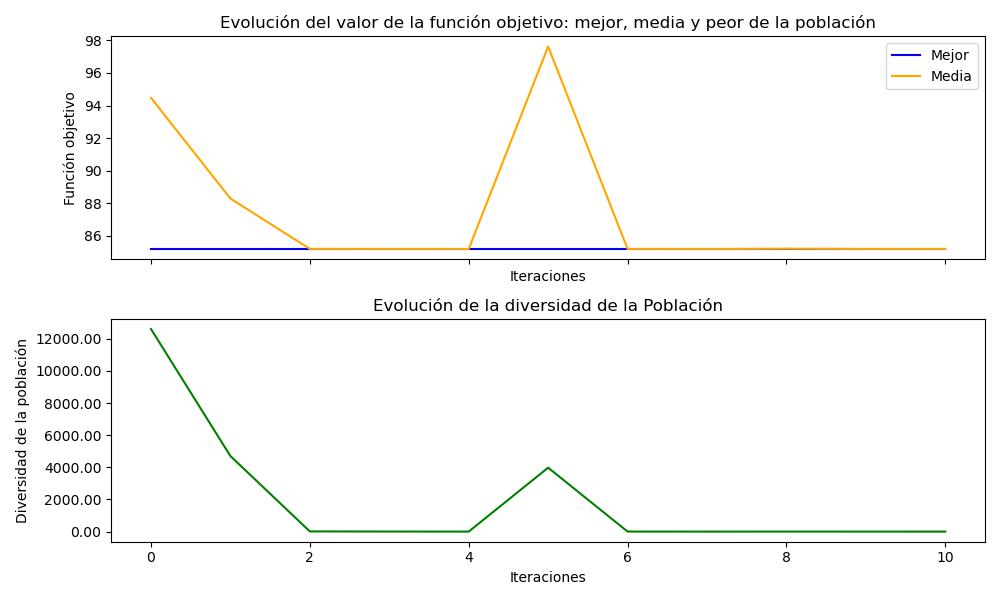 Evolución del valor de la función objetivo: mejor, media y peor de la población
98
96
94
92
90
88
86
Función objetivo
Mejor
Media
Iteraciones
Evolución de la diversidad de la Población
12000.00
10000.00
8000.00
6000.00
4000.00
2000.00
0.00
Diversidad de la población
0 2 4 6 8 10
Iteraciones